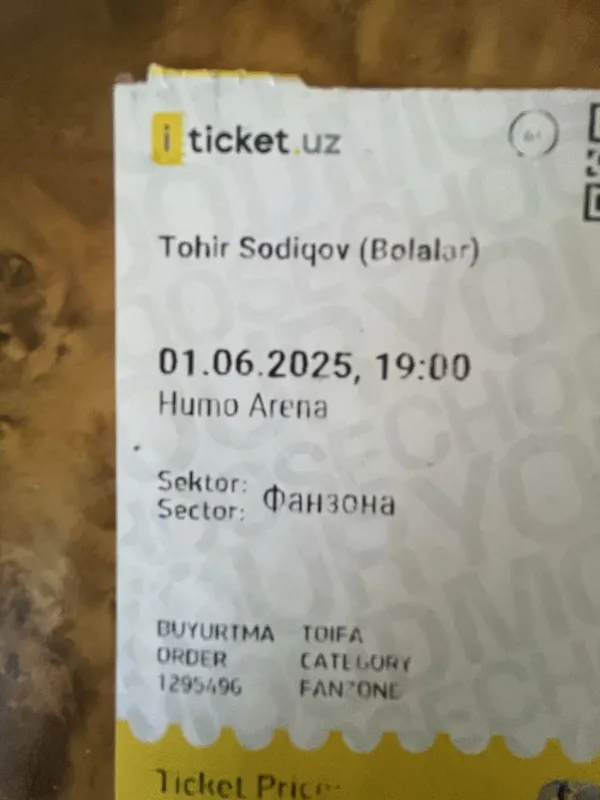 iticket.uz
6+
Tohir Sodiqov (Bolalar)
01.06.2025, 19:00
Humo Arena
Sektor:
Sector: Фанзона
BUYURTMA TOIFA
ORDER CATEGORY
1295496 FANZONE
Ticket Price: